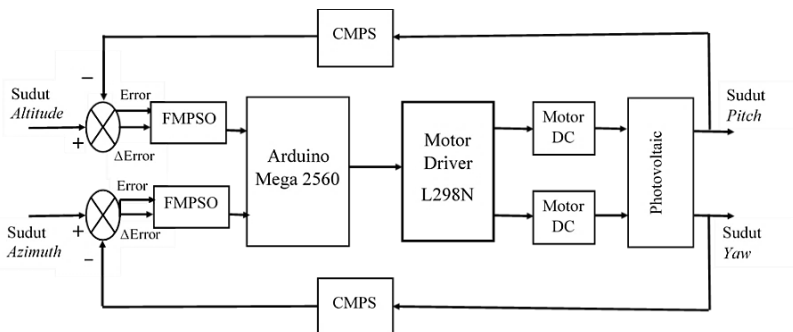 CMPS
−
Sudut
Altitude
Error
+
ΔError
FMPSO
Arduino
Mega 2560
Motor
Driver
L298N
Motor
DC
Photovoltaic
Sudut
Pitch
Error
FMPSO
Sudut
Azimuth
+
ΔError
−
Motor
DC
Sudut
Yaw
CMPS